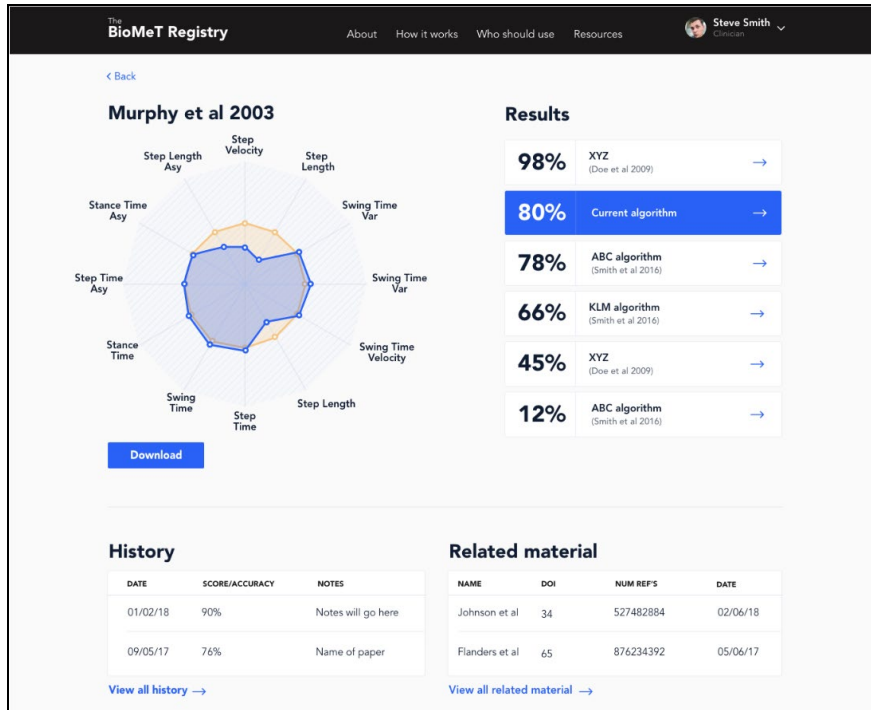 The
BioMeT Registry
About How it works Who should use Resources
Steve Smith
Clinician
< Back
Murphy et al 2003
Step
Velocity
Step
Length
Swing Time
Var
Swing Time
Var
Swing Time
Velocity
Step Length
Step
Time
Swing
Time
Stance
Time
Step Time
Asy
Stance Time
Asy
Step Length
Asy
Download
Results
98% XYZ
(Doe et al 2009)
80% Current algorithm
78% ABC algorithm
(Smith et al 2016)
66% KLM algorithm
(Smith et al 2016)
45% XYZ
(Doe et al 2009)
12% ABC algorithm
(Smith et al 2016)
History
DATE SCORE/ACCURACY NOTES
01/02/18 90% Notes will go here
09/05/17 76% Name of paper
View all history →
Related material
NAME DOI NUM REF'S DATE
Johnson et al 34 527482884 02/06/18
Flanders et al 65 876234392 05/06/17
View all related material →